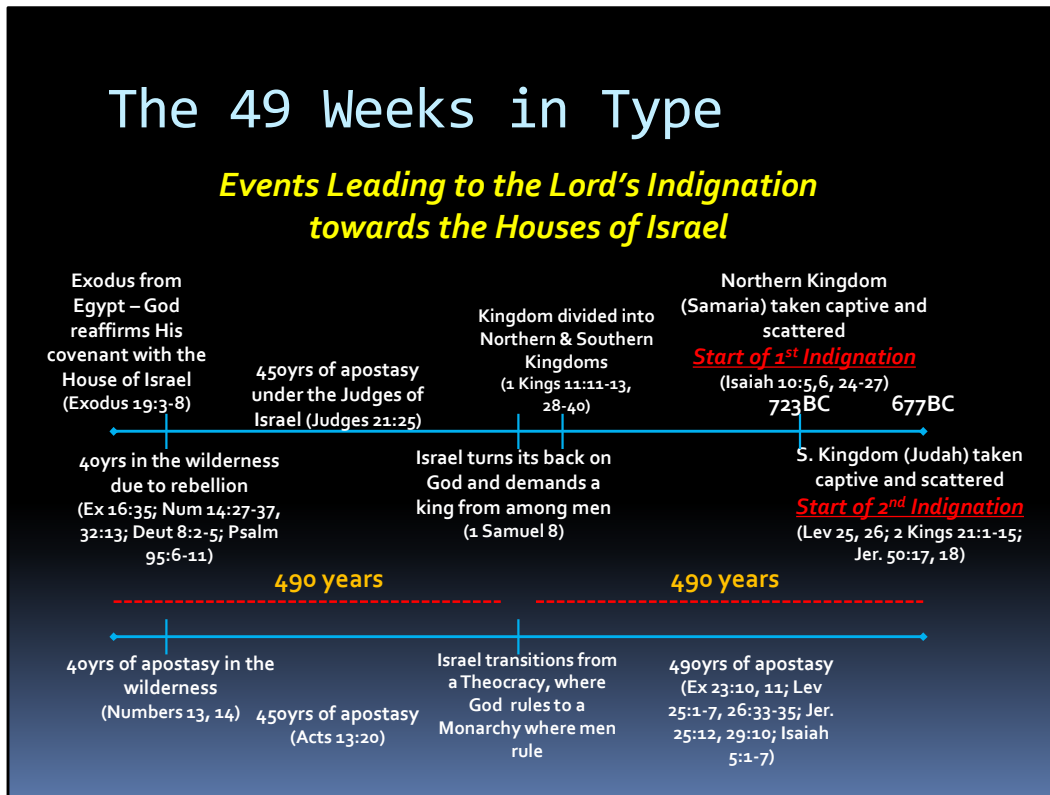 The 49 Weeks in Type
Events Leading to the Lord's Indignation
towards the Houses of Israel
Exodus from
Egypt – God
reaffirms His
covenant with the
House of Israel
(Exodus 19:3-8)
450yrs of apostasy
under the Judges of
Israel (Judges 21:25)
Kingdom divided into
Northern & Southern
Kingdoms
(1 Kings 11:11-13,
28-40)
Northern Kingdom
(Samaria) taken captive and
scattered
Start of 1st Indignation
(Isaiah 10:5,6, 24-27)
723BC
677BC
40yrs in the wilderness
due to rebellion
(Ex 16:35; Num 14:27-37,
32:13; Deut 8:2-5; Psalm
95:6-11)
Israel turns its back on
God and demands a
king from among men
(1 Samuel 8)
S. Kingdom (Judah) taken
captive and scattered
Start of 2nd Indignation
(Lev 25, 26; 2 Kings 21:1-15;
Jer. 50:17, 18)
490 years
490 years
40yrs of apostasy in the
wilderness
(Numbers 13, 14)
450yrs of apostasy
(Acts 13:20)
Israel transitions from
a Theocracy, where
God rules to a
Monarchy where men
rule
490yrs of apostasy
(Ex 23:10, 11; Lev
25:1-7, 26:33-35; Jer.
25:12, 29:10; Isaiah
5:1-7)